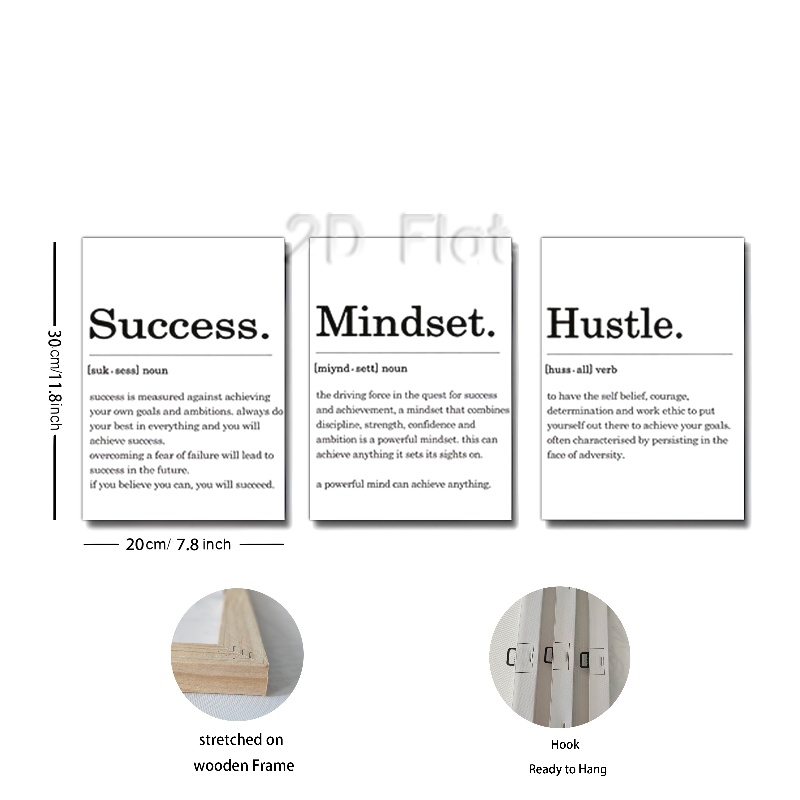 2D Flat
30cm/11.8inch
Success.
[suk-sess] noun
success is measured against achieving
your own goals and ambitions. always do
your best in everything and you will
achieve success.
overcoming a fear of failure will lead to
success in the future.
if you believe you can, you will succeed.
Mindset.
[miynd-sett] noun
the driving force in the quest for success
and achievement, a mindset that combines
discipline, strength, confidence and
ambition is a powerful mindset. this can
achieve anything it sets its sights on.
a powerful mind can achieve anything.
Hustle.
[huss-all] verb
to have the self belief, courage,
determination and work ethic to put
yourself out there to achieve your goals.
often characterised by persisting in the
face of adversity.
20cm/ 7.8 inch
stretched on
wooden Frame
Hook
Ready to Hang